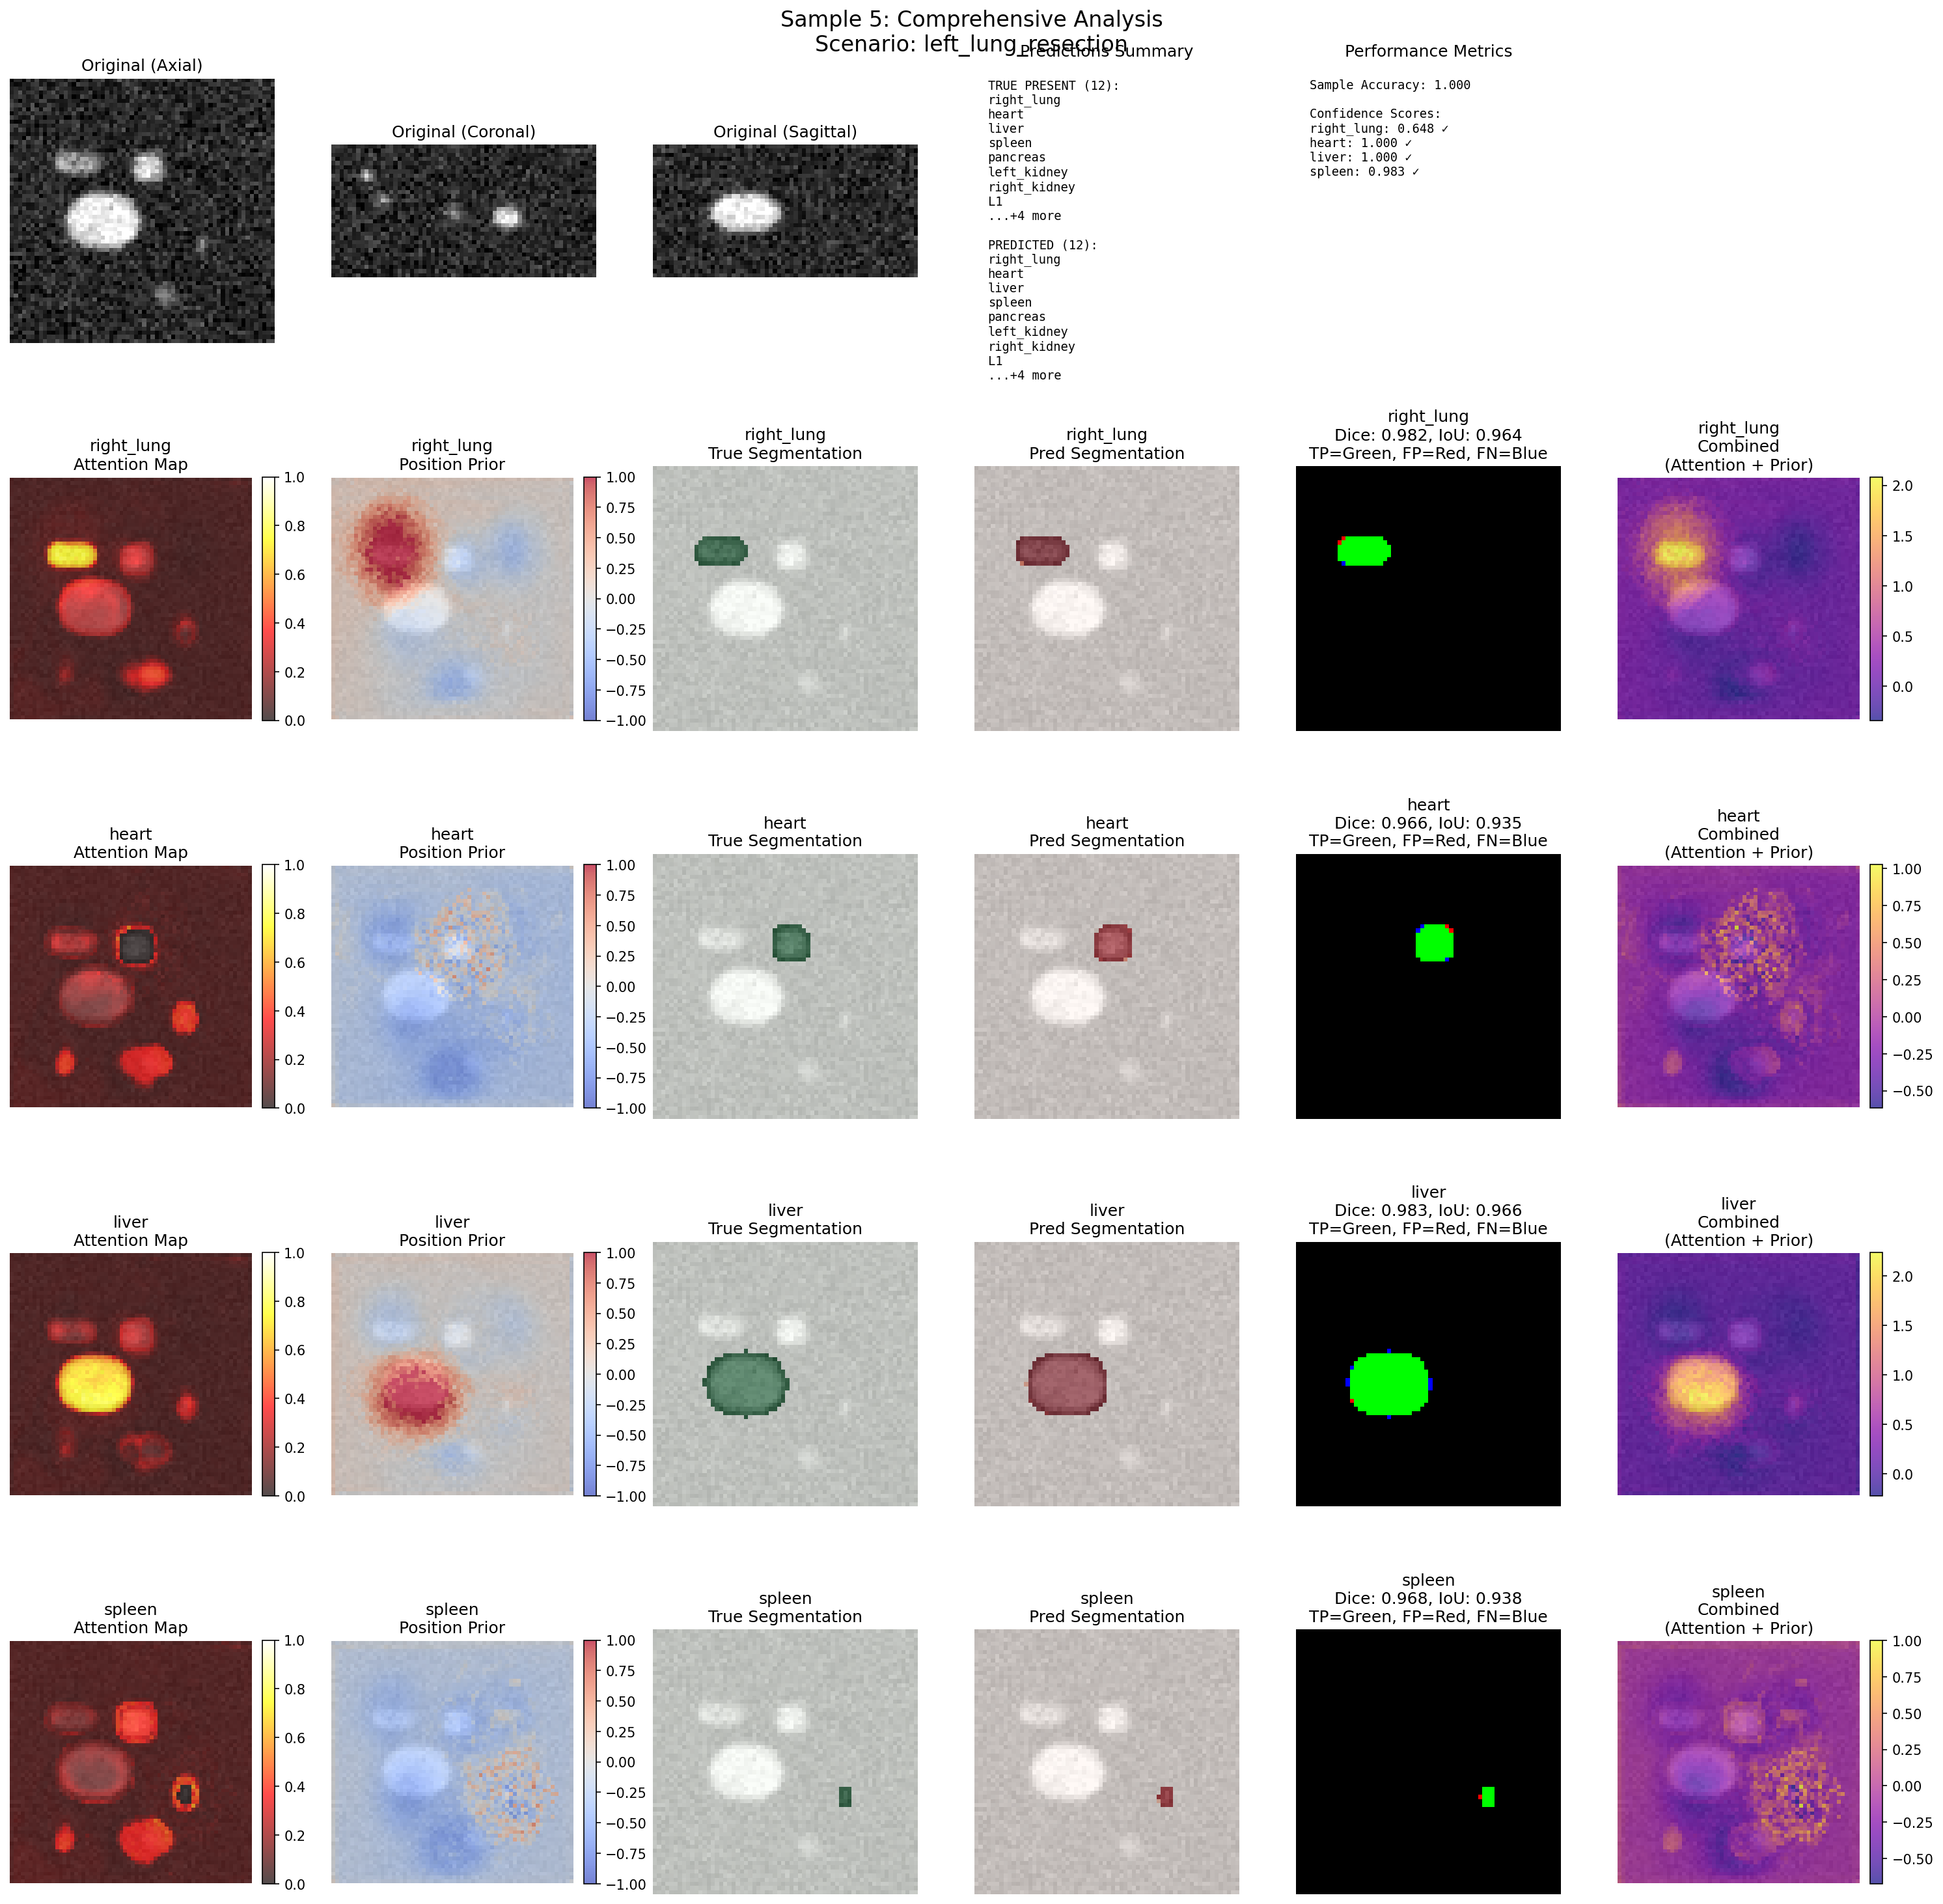 Sample 5: Comprehensive Analysis
Scenario: left_lung_resection
Original (Axial)
Original (Coronal)
Original (Sagittal)
Predictions Summary
TRUE PRESENT (12):
right_lung
heart
liver
spleen
pancreas
left_kidney
right_kidney
L1
...+4 more
PREDICTED (12):
right_lung
heart
liver
spleen
pancreas
left_kidney
right_kidney
L1
...+4 more
Performance Metrics
Sample Accuracy: 1.000
Confidence Scores:
right_lung: 0.648 ✓
heart: 1.000 ✓
liver: 1.000 ✓
spleen: 0.983 ✓
right_lung
Attention Map
1.0
0.8
0.6
0.4
0.2
0.0
right_lung
Position Prior
1.00
0.75
0.50
0.25
0.00
−0.25
−0.50
−0.75
−1.00
right_lung
True Segmentation
right_lung
Pred Segmentation
right_lung
Dice: 0.982, IoU: 0.964
TP=Green, FP=Red, FN=Blue
right_lung
Combined
(Attention + Prior)
2.0
1.5
1.0
0.5
0.0
heart
Attention Map
1.0
0.8
0.6
0.4
0.2
0.0
heart
Position Prior
1.00
0.75
0.50
0.25
0.00
−0.25
−0.50
−0.75
−1.00
heart
True Segmentation
heart
Pred Segmentation
heart
Dice: 0.966, IoU: 0.935
TP=Green, FP=Red, FN=Blue
heart
Combined
(Attention + Prior)
1.00
0.75
0.50
0.25
0.00
−0.25
−0.50
liver
Attention Map
1.0
0.8
0.6
0.4
0.2
0.0
liver
Position Prior
1.00
0.75
0.50
0.25
0.00
−0.25
−0.50
−0.75
−1.00
liver
True Segmentation
liver
Pred Segmentation
liver
Dice: 0.983, IoU: 0.966
TP=Green, FP=Red, FN=Blue
liver
Combined
(Attention + Prior)
2.0
1.5
1.0
0.5
0.0
spleen
Attention Map
1.0
0.8
0.6
0.4
0.2
0.0
spleen
Position Prior
1.00
0.75
0.50
0.25
0.00
−0.25
−0.50
−0.75
−1.00
spleen
True Segmentation
spleen
Pred Segmentation
spleen
Dice: 0.968, IoU: 0.938
TP=Green, FP=Red, FN=Blue
spleen
Combined
(Attention + Prior)
1.00
0.75
0.50
0.25
0.00
−0.25
−0.50